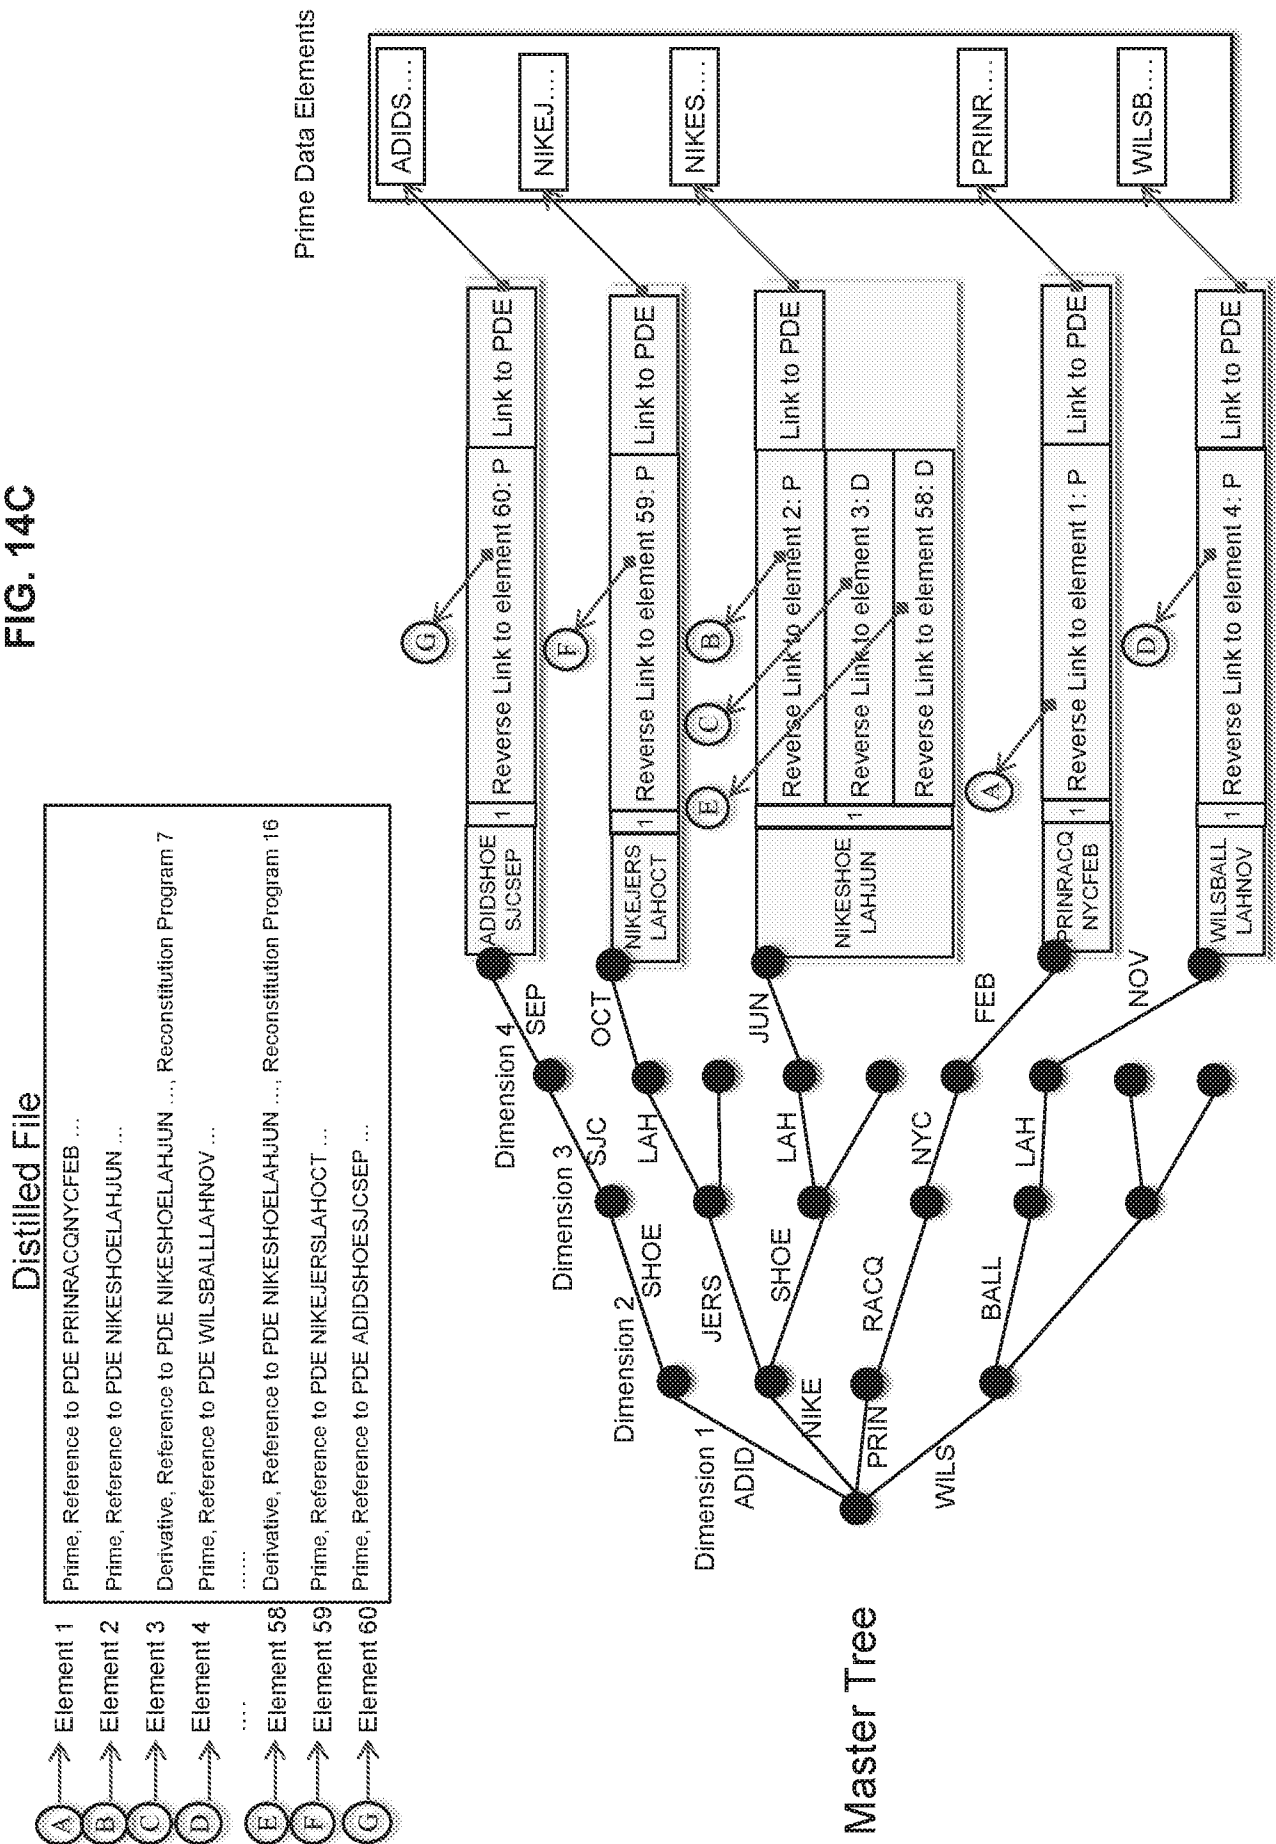 FIG. 14C
Distilled File
A Element 1 Prime, Reference to PDE PRINRACQNYCFEB ...
B Element 2 Prime, Reference to PDE NIKESHOELAHJUN ...
C Element 3 Derivative, Reference to PDE NIKESHOELAHJUN ..., Reconstitution Program 7
D Element 4 Prime, Reference to PDE WILSBALLLAHNOV ...
.... ......
E Element 58 Derivative, Reference to PDE NIKESHOELAHJUN ..., Reconstitution Program 16
F Element 59 Prime, Reference to PDE NIKEJERSLAHOCT ...
G Element 60 Prime, Reference to PDE ADIDSHOESJCSEP ...
Prime Data Elements
Master Tree
Dimension 1
Dimension 2
Dimension 3
Dimension 4
ADID
SHOE
SJC
SEP
ADIDSHOE
SJCSEP
1
Reverse Link to element 60: P
G
Link to PDE
ADIDS....
NIKE
JERS
LAH
OCT
NIKEJERS
LAHOCT
1
Reverse Link to element 59: P
F
Link to PDE
NIKEJ....
SHOE
LAH
JUN
NIKESHOE
LAHJUN
1
Reverse Link to element 2: P
B
Reverse Link to element 3: D
C
Reverse Link to element 58: D
E
Link to PDE
NIKES....
PRIN
RACQ
NYC
FEB
PRINRACQ
NYCFEB
1
Reverse Link to element 1: P
A
Link to PDE
PRINR....
WILS
BALL
LAH
NOV
WILSBALL
LAHNOV
1
Reverse Link to element 4: P
D
Link to PDE
WILSB....